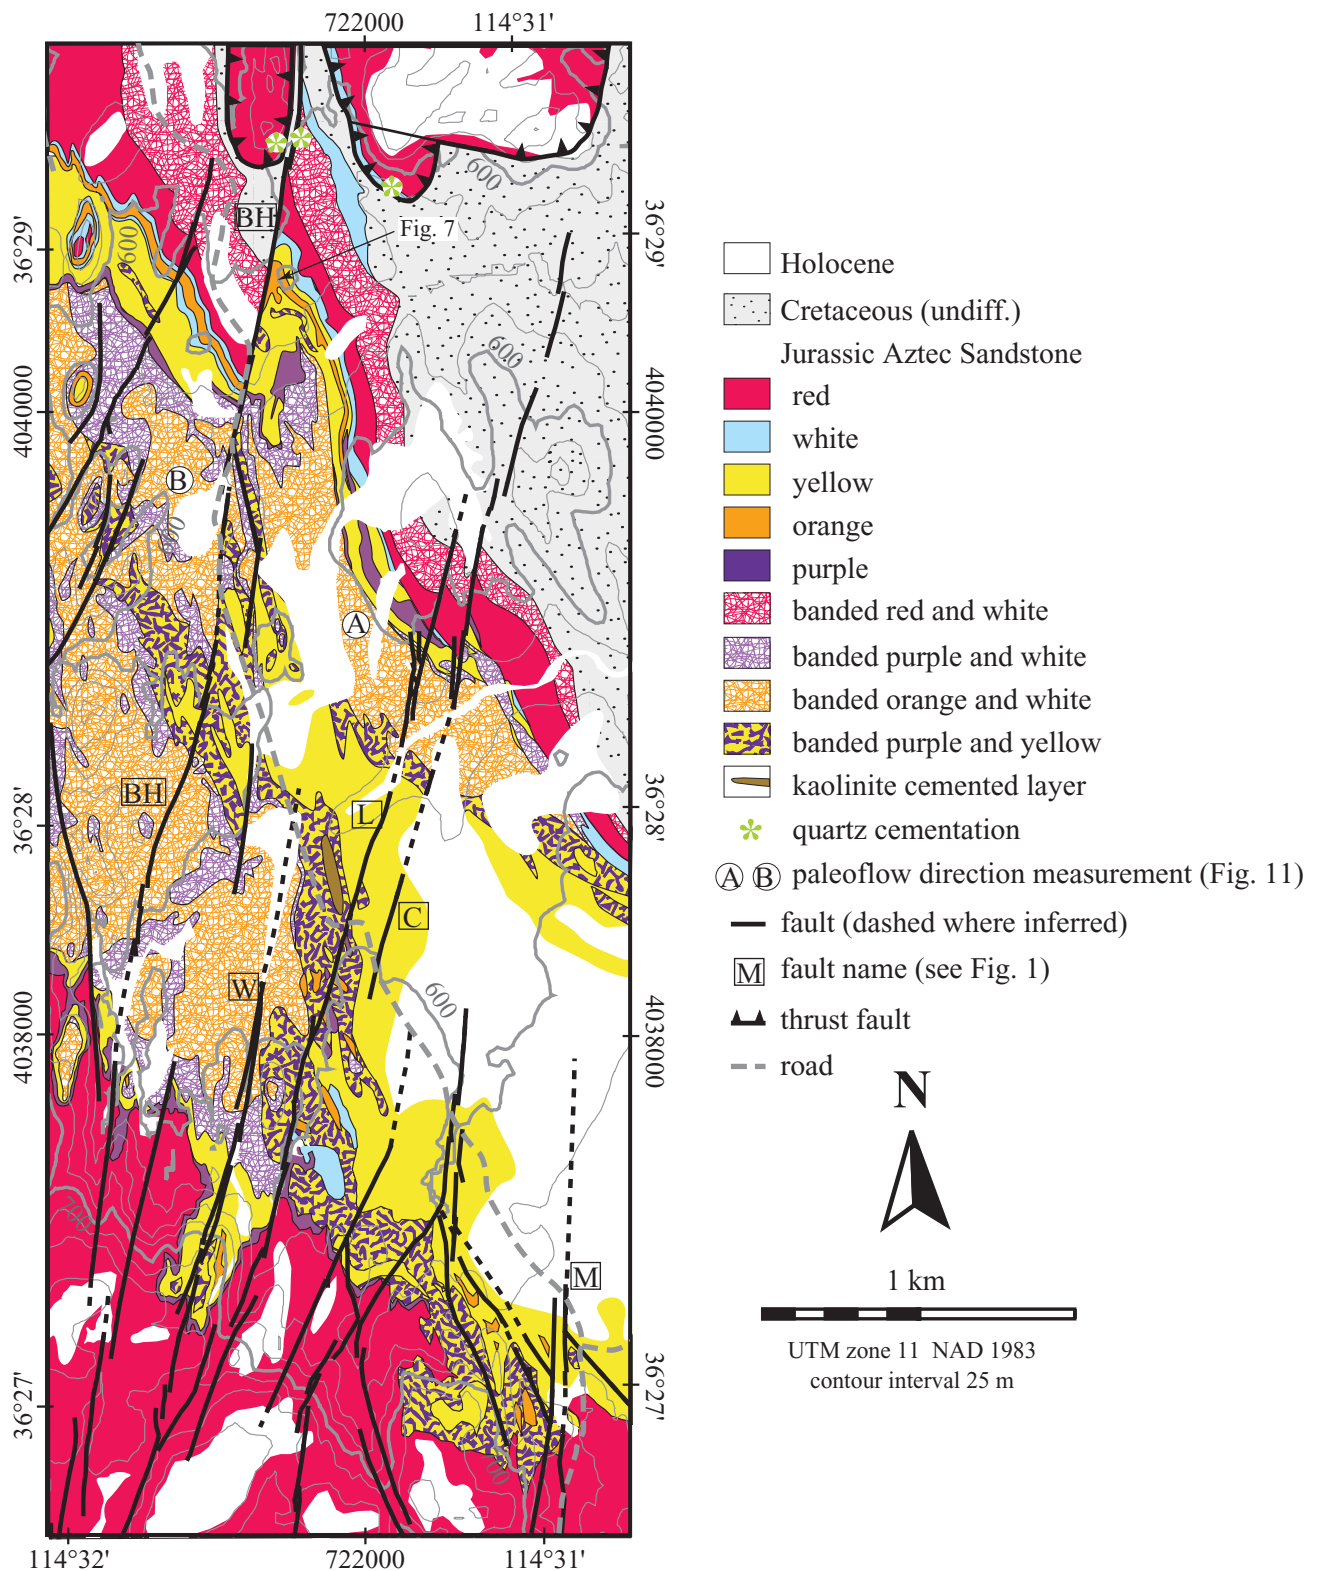 722000
114°31'
600
BH
Fig. 7
36°29'
36°29'
600
600
4040000
4040000
B
600
A
BH
L
36°28'
36°28'
C
W
600
4038000
4038000
700
M
36°27'
36°27'
700
114°32'
722000
114°31'
Holocene
Cretaceous (undiff.)
Jurassic Aztec Sandstone
red
white
yellow
orange
purple
banded red and white
banded purple and white
banded orange and white
banded purple and yellow
kaolinite cemented layer
quartz cementation
A B paleoflow direction measurement (Fig. 11)
fault (dashed where inferred)
M fault name (see Fig. 1)
thrust fault
road
N
1 km
UTM zone 11 NAD 1983
contour interval 25 m